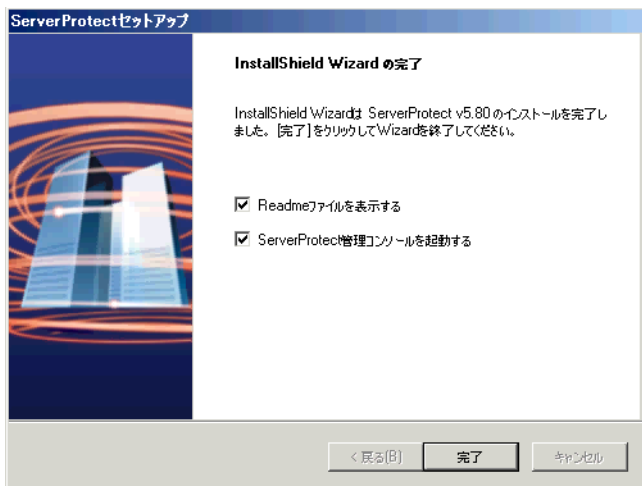 ServerProtectセットアップ
InstallShield Wizard の完了
InstallShield Wizardは ServerProtect v5.80 のインストールを完了し
ました。[完了]をクリックしてWizardを終了してください。
Readmeファイルを表示する
ServerProtect管理コンソールを起動する
< 戻る(B)
完了
キャンセル